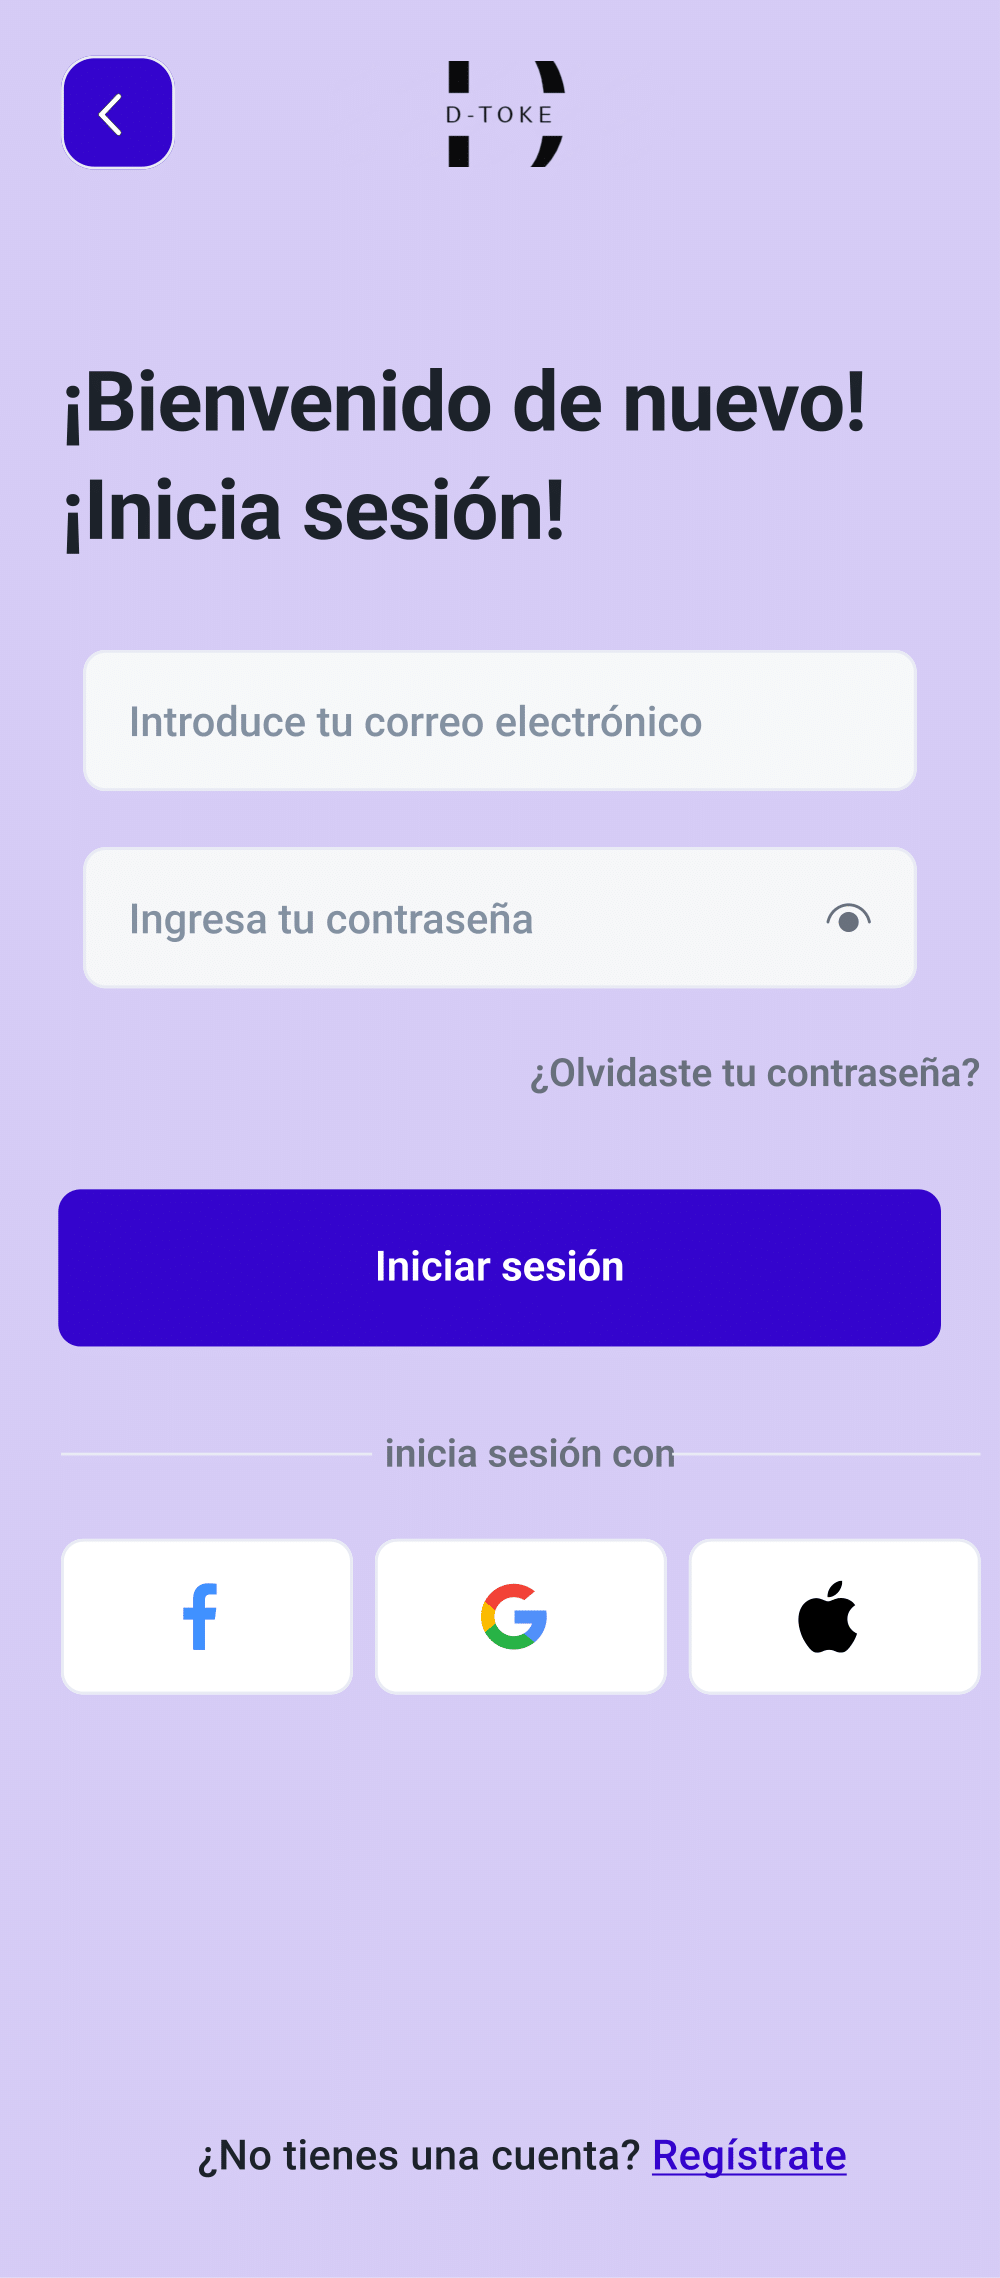 D-TOKE
¡Bienvenido de nuevo!
¡Inicia sesión!
Introduce tu correo electrónico
Ingresa tu contraseña
¿Olvidaste tu contraseña?
Iniciar sesión
inicia sesión con
¿No tienes una cuenta? Regístrate